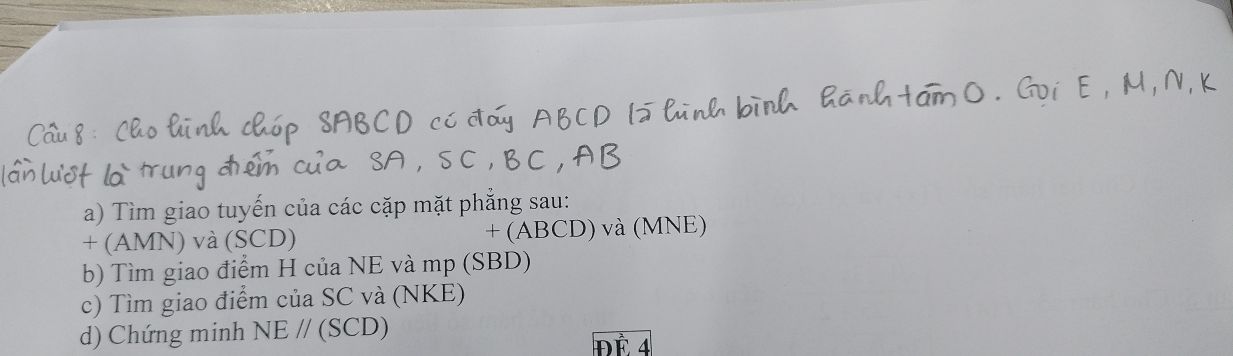 Câu 8: Cho hình chóp SABCD có đáy ABCD là hình bình hành tâm O. Gọi E, M, N, K
lần lượt là trung điểm của SA, SC, BC, AB
a) Tìm giao tuyến của các cặp mặt phẳng sau:
+ (AMN) và (SCD) + (ABCD) và (MNE)
b) Tìm giao điểm H của NE và mp (SBD)
c) Tìm giao điểm của SC và (NKE)
d) Chứng minh NE // (SCD)
ĐỀ 4